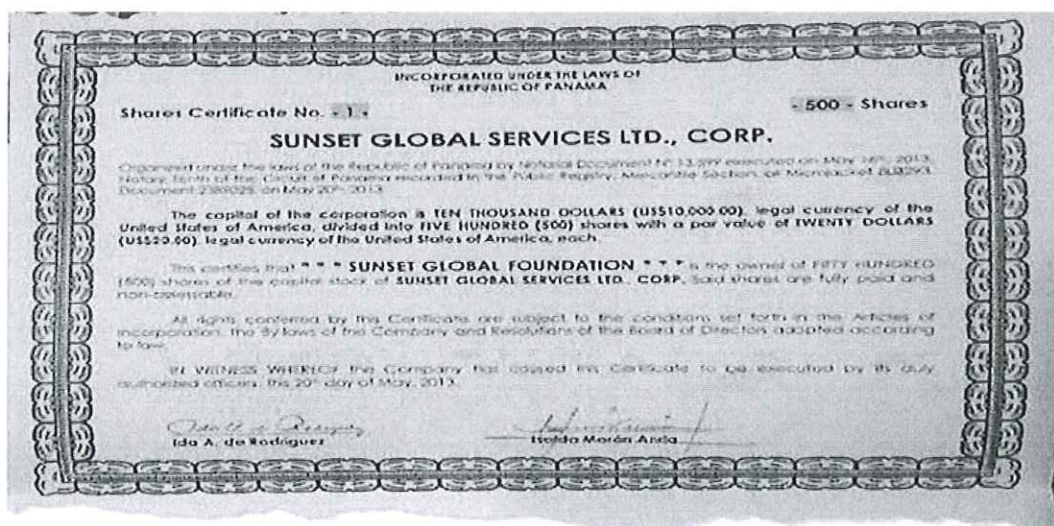 INCORPORATED UNDER THE LAWS OF
THE REPUBLIC OF PANAMA
Shares Certificate No. - 1 -
- 500 - Shares
SUNSET GLOBAL SERVICES LTD., CORP.
Organized under the laws of the Republic of Panama by Notarial Document Nº 13,599 executed on May 16th, 2013,
Notary Tenth of the Circuit of Panama recorded in the Public Registry, Mercantile Section, at Microjacket
Document 2389025, on May 20th, 2013
The capital of the corporation is TEN THOUSAND DOLLARS (US$10,000.00), legal currency of the
United States of America, divided into FIVE HUNDRED (500) shares with a par value of TWENTY DOLLARS
(US$20.00), legal currency of the United States of America, each.
This certifies that * * * SUNSET GLOBAL FOUNDATION * * * is the owner of FIFTY HUNDRED
(500) shares of the capital stock of SUNSET GLOBAL SERVICES LTD., CORP. Said shares are fully paid and
non-assessable.
All rights conferred by this Certificate are subject to the conditions set forth in the Articles of
Incorporation, the By laws of the Company and Resolutions of the Board of Directors adopted according
to law.
IN WITNESS WHEREOF the Company has caused this Certificate to be executed by its duly
authorized officers, this 20th day of May, 2013.
Ida A. de Rodriguez
Isolda Morán Anda